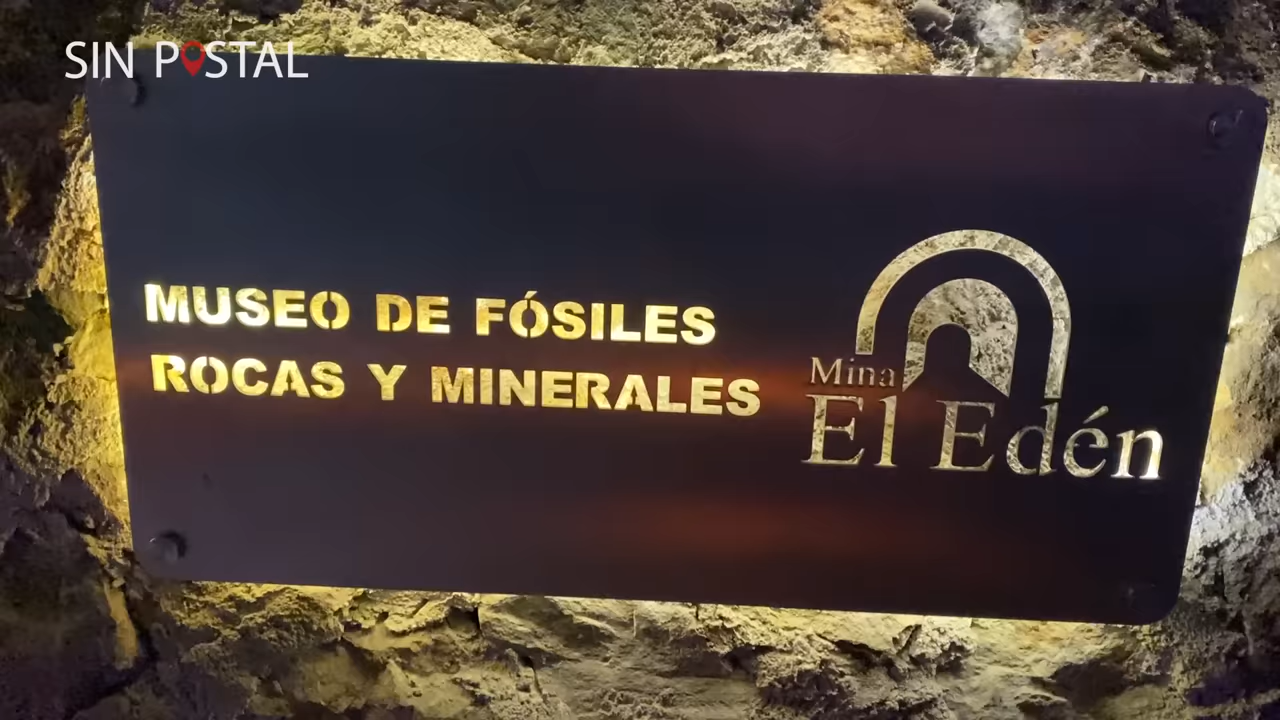 SIN POSTAL
MUSEO DE FÓSILES
ROCAS Y MINERALES
Mina
El Edén